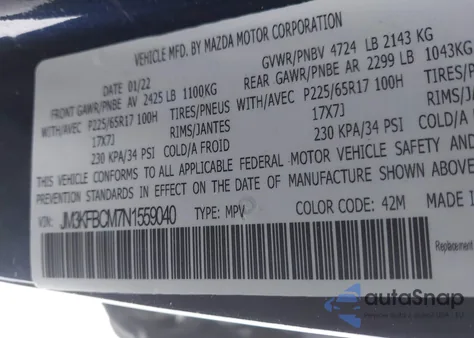 VEHICLE MFD. BY MAZDA MOTOR CORPORATION
DATE 01/22
GVWR/PNBV 4724 LB 2143 KG
FRONT GAWR/PNBE AV 2425 LB 1100KG
REAR GAWR/PNBE AR 2299 LB 1043KG
WITH/AVEC P225/65R17 100H TIRES/PNEUS
WITH/AVEC P225/65R17 100H
17X7J RIMS/JANTES
17X7J
230 KPA/34 PSI COLD/A FROID
230 KPA/34 PSI COLD/A
THIS VEHICLE CONFORMS TO ALL APPLICABLE FEDERAL MOTOR VEHICLE SAFETY AND
THEFT PREVENTION STANDARDS IN EFFECT ON THE DATE OF MANUFACTURE SHOWN ABOVE
VIN: JM3KFBCM7N1559040 TYPE: MPV COLOR CODE: 42M MADE I
Replacement
autoSnap